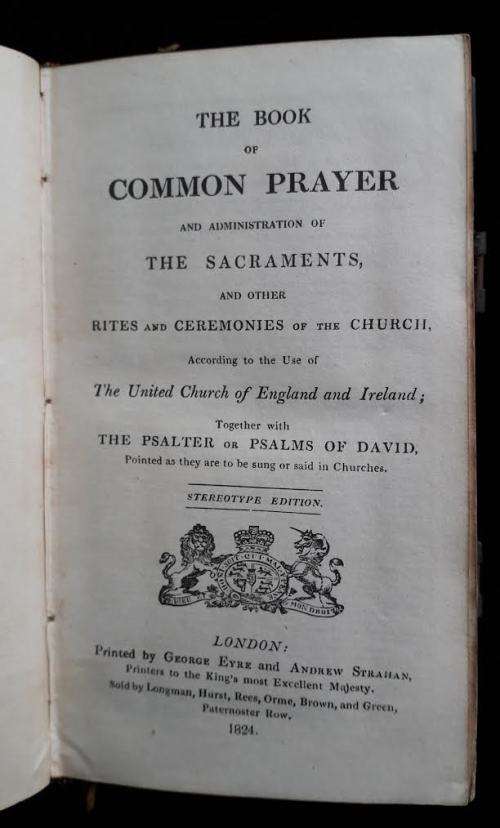 THE BOOK
OF
COMMON PRAYER
AND ADMINISTRATION OF
THE SACRAMENTS,
AND OTHER
RITES AND CEREMONIES OF THE CHURCH,
According to the Use of
The United Church of England and Ireland;
Together with
THE PSALTER OR PSALMS OF DAVID,
Pointed as they are to be sung or said in Churches.
STEREOTYPE EDITION.
MON DROIT
LONDON:
Printed by GEORGE EYRE and ANDREW STRAHAN,
Printers to the King's most Excellent Majesty.
Sold by Longman, Hurst, Rees, Orme, Brown, and Green,
Paternoster Row.
1824.